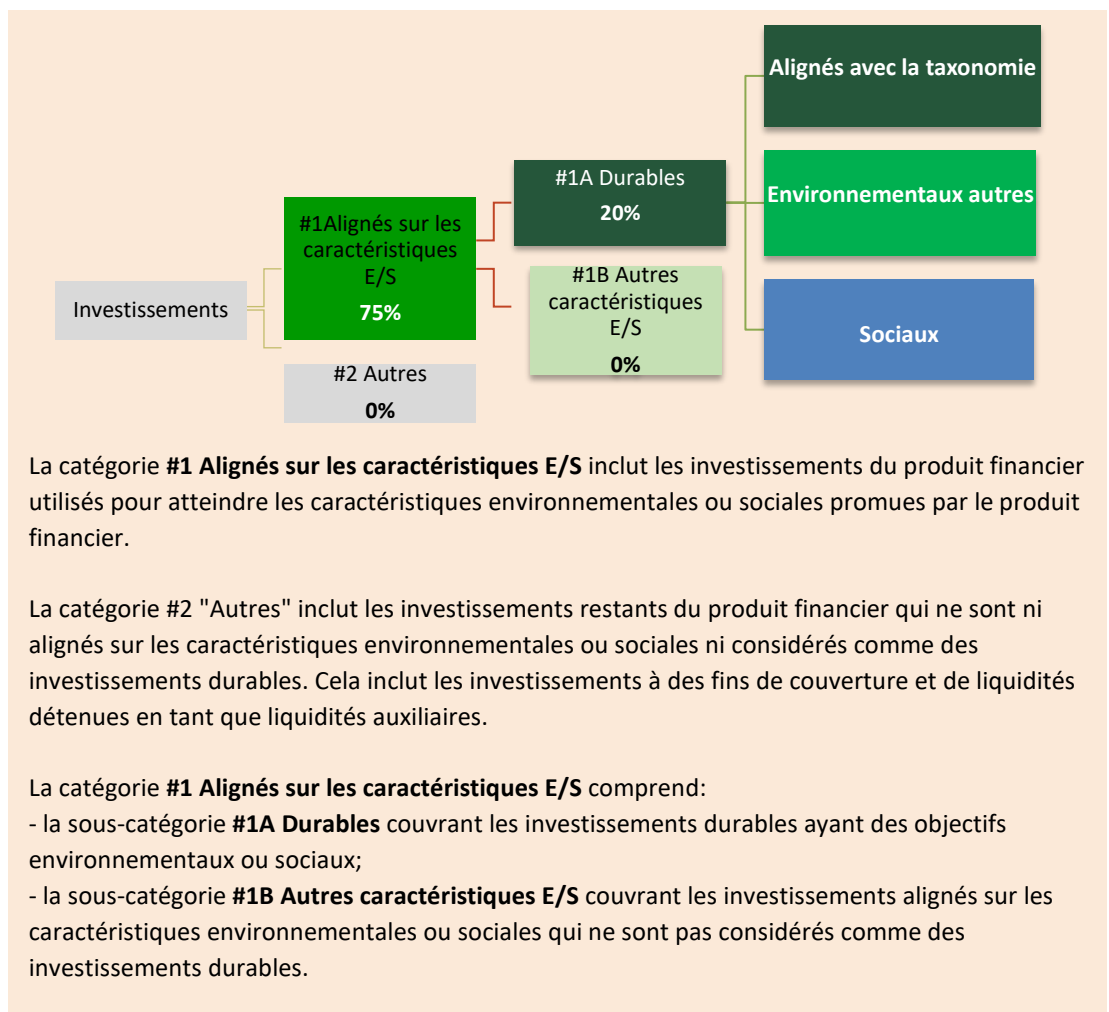 Alignés avec la taxonomie
#1A Durables
20%
Environnementaux autres
#1Alignés sur les
caractéristiques
E/S
75%
#1B Autres
caractéristiques
E/S
0%
Investissements
Sociaux
#2 Autres
0%
La catégorie #1 Alignés sur les caractéristiques E/S inclut les investissements du produit financier
utilisés pour atteindre les caractéristiques environnementales ou sociales promues par le produit
financier.
La catégorie #2 "Autres" inclut les investissements restants du produit financier qui ne sont ni
alignés sur les caractéristiques environnementales ou sociales ni considérés comme des
investissements durables. Cela inclut les investissements à des fins de couverture et de liquidités
détenues en tant que liquidités auxiliaires.
La catégorie #1 Alignés sur les caractéristiques E/S comprend:
- la sous-catégorie #1A Durables couvrant les investissements durables ayant des objectifs
environnementaux ou sociaux;
- la sous-catégorie #1B Autres caractéristiques E/S couvrant les investissements alignés sur les
caractéristiques environnementales ou sociales qui ne sont pas considérés comme des
investissements durables.